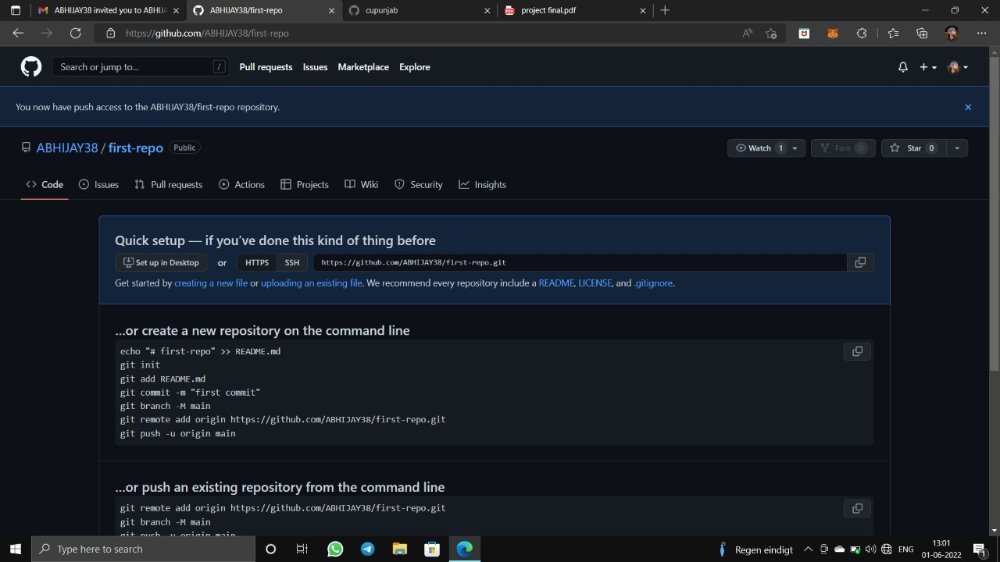 ABHIJAY38 invited you to ABHIJA
ABHIJAY38/first-repo
cupunjab
project final.pdf
https://github.com/ABHIJAY38/first-repo
Search or jump to... /
Pull requests Issues Marketplace Explore
You now have push access to the ABHIJAY38/first-repo repository.
ABHIJAY38 / first-repo Public
Watch 1 Fork 0 Star 0
<> Code Issues Pull requests Actions Projects Wiki Security Insights
Quick setup — if you've done this kind of thing before
Set up in Desktop or HTTPS SSH https://github.com/ABHIJAY38/first-repo.git
Get started by creating a new file or uploading an existing file. We recommend every repository include a README, LICENSE, and .gitignore.
...or create a new repository on the command line
echo "# first-repo" >> README.md
git init
git add README.md
git commit -m "first commit"
git branch -M main
git remote add origin https://github.com/ABHIJAY38/first-repo.git
git push -u origin main
...or push an existing repository from the command line
git remote add origin https://github.com/ABHIJAY38/first-repo.git
git branch -M main
git push -u origin main
Type here to search
Regen eindigt
ENG
13:01
01-06-2022
1